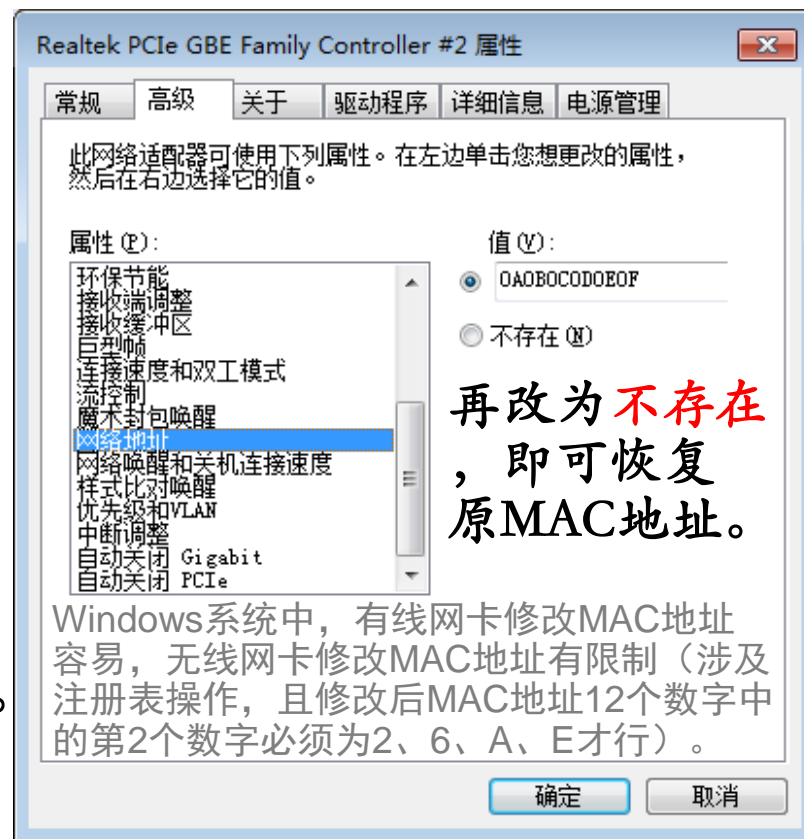 Realtek PCIe GBE Family Controller #2 属性
常规 高级 关于 驱动程序 详细信息 电源管理
此网络适配器可使用下列属性。在左边单击您想更改的属性，
然后在右边选择它的值。
属性(P)：
值(V)：
环保节能
接收端调整
接收缓冲区
巨型帧
连接速度和双工模式
流控制
魔术封包唤醒
网络地址
网络唤醒和关机连接速度
样式比对唤醒
优先级和VLAN
中断调整
自动关闭 Gigabit
自动关闭 PCIe
0A0B0C0D0E0F
不存在(N)
再改为不存在
，即可恢复
原MAC地址。
Windows系统中，有线网卡修改MAC地址
容易，无线网卡修改MAC地址有限制（涉及
注册表操作，且修改后MAC地址12个数字中
的第2个数字必须为2、6、A、E才行）。
确定 取消